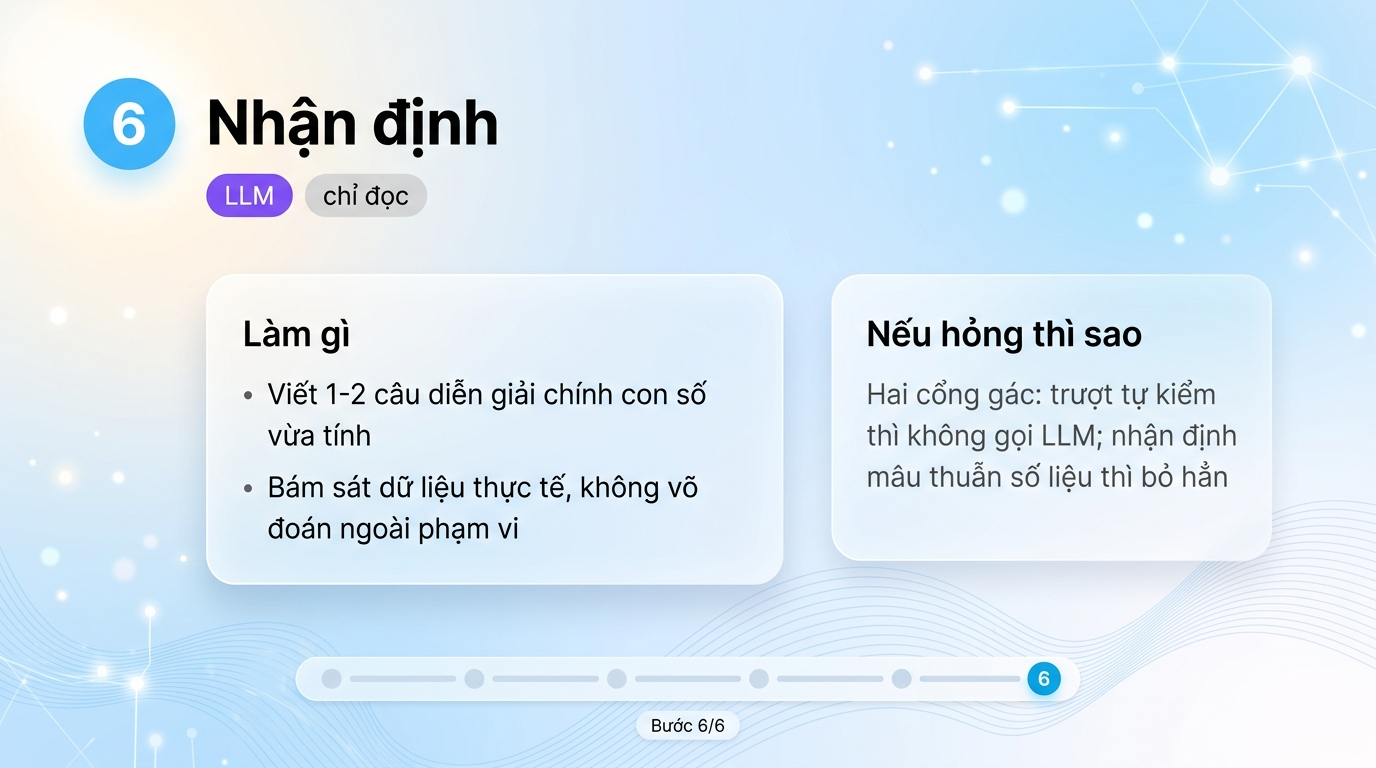 6
Nhận định
LLM
chỉ đọc
Làm gì
• Viết 1-2 câu diễn giải chính con số
vừa tính
• Bám sát dữ liệu thực tế, không võ
đoán ngoài phạm vi
Nếu hỏng thì sao
Hai cổng gác: trượt tự kiểm
thì không gọi LLM; nhận định
mâu thuẫn số liệu thì bỏ hẳn
6
Bước 6/6